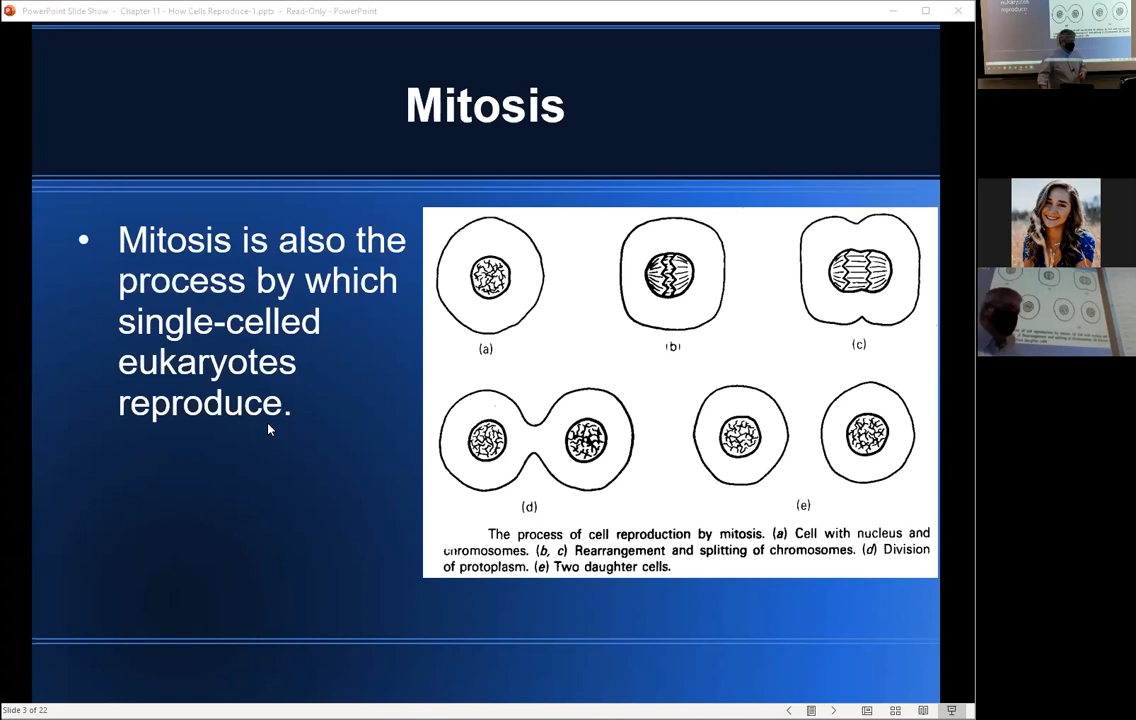 PowerPoint Slide Show - Chapter 11 - How Cells Reproduce-1.pptx - Read-Only - PowerPoint
eukaryotes
reproduce.
Mitosis
• Mitosis is also the
process by which
single-celled
eukaryotes
reproduce.
(a)
(b)
(c)
(d)
(e)
The process of cell reproduction by mitosis. (a) Cell with nucleus and
chromosomes. (b, c) Rearrangement and splitting of chromosomes. (d) Division
of protoplasm. (e) Two daughter cells.
Slide 3 of 22